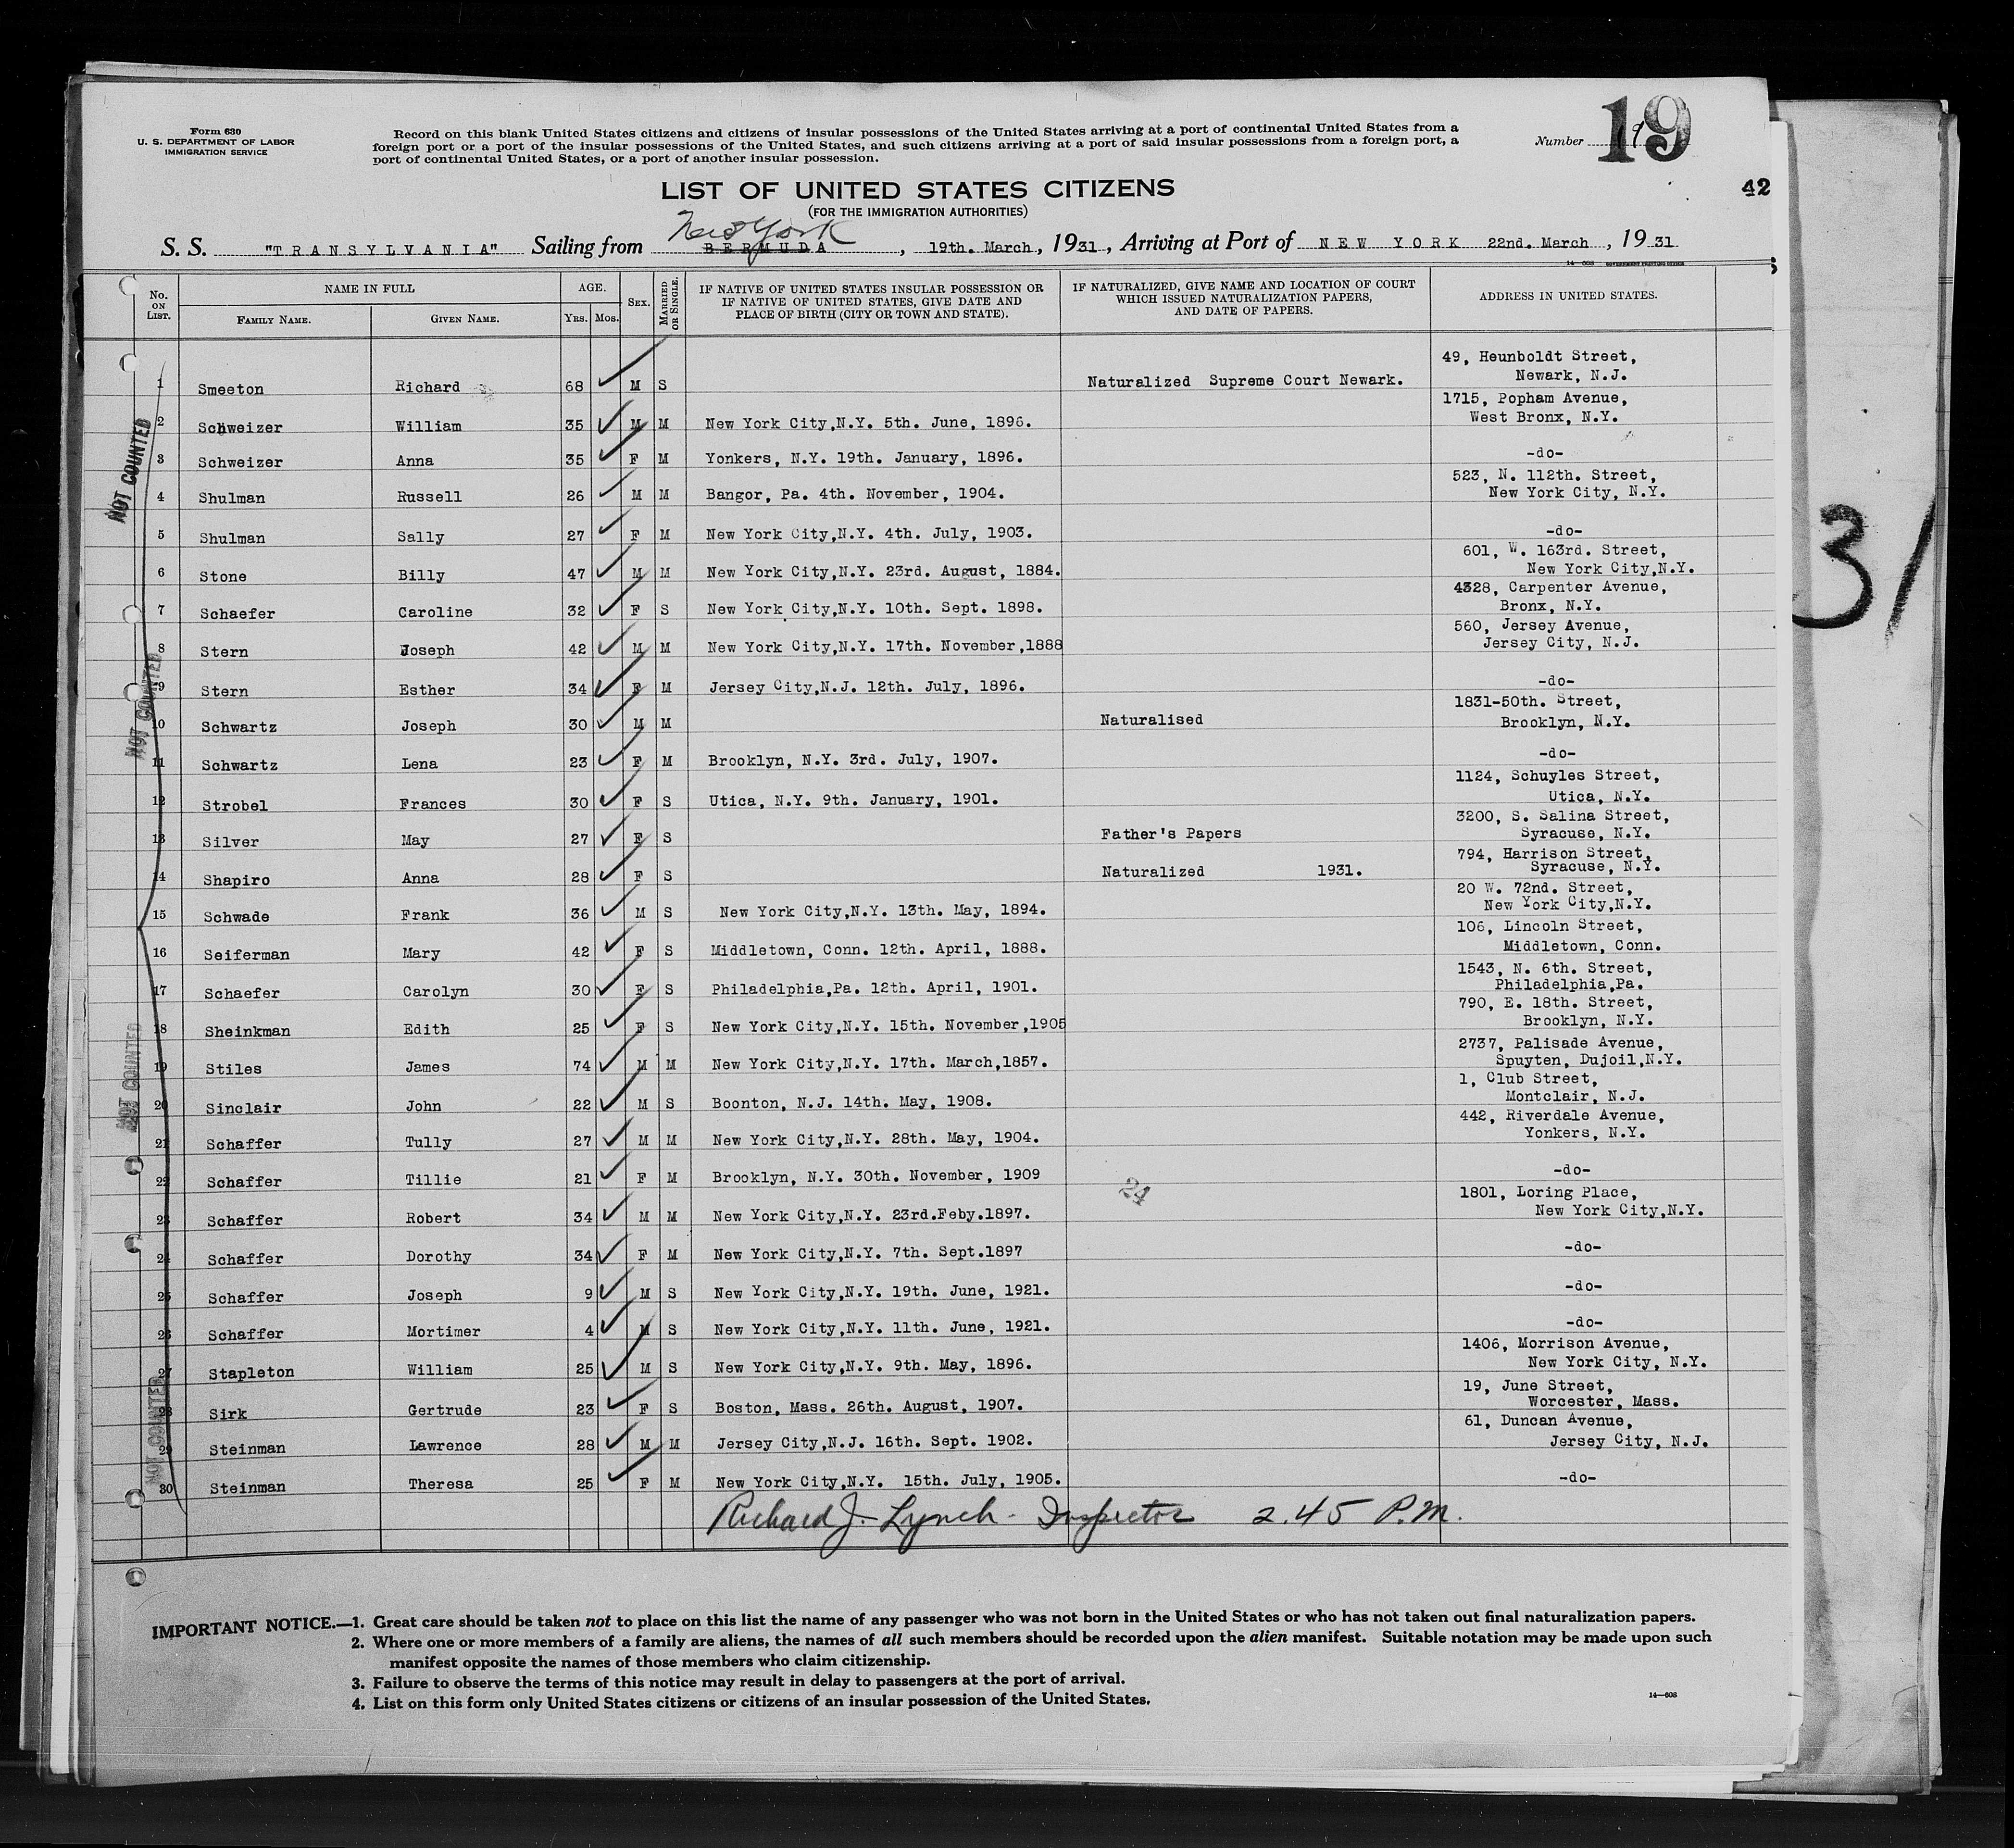 Form 630
U. S. DEPARTMENT OF LABOR
IMMIGRATION SERVICE
Record on this blank United States citizens and citizens of insular possessions of the United States arriving at a port of continental United States from a
foreign port or a port of the insular possessions of the United States, and such citizens arriving at a port of said insular possessions from a foreign port, a
port of continental United States, or a port of another insular possession.
Number 19
19
42
LIST OF UNITED STATES CITIZENS
(FOR THE IMMIGRATION AUTHORITIES)
New York
S. S. "TRANSYLVANIA" Sailing from BERMUDA, 19th. March, 1931, Arriving at Port of NEW YORK 22nd. March, 1931
14—608 GOVERNMENT PRINTING OFFICE
No. ON LIST. NAME IN FULL AGE. SEX. MARRIED OR SINGLE. IF NATIVE OF UNITED STATES INSULAR POSSESSION OR IF NATIVE OF UNITED STATES, GIVE DATE AND PLACE OF BIRTH (CITY OR TOWN AND STATE). IF NATURALIZED, GIVE NAME AND LOCATION OF COURT WHICH ISSUED NATURALIZATION PAPERS, AND DATE OF PAPERS. ADDRESS IN UNITED STATES.
FAMILY NAME. GIVEN NAME. YRS. MOS.
1 Smeeton Richard 68 M S Naturalized Supreme Court Newark. 49, Heunboldt Street, Newark, N.J.
2 Schweizer William 35 M M New York City,N.Y. 5th. June, 1896. 1715, Popham Avenue, West Bronx, N.Y.
3 Schweizer Anna 35 F M Yonkers, N.Y. 19th. January, 1896. -do-
4 Shulman Russell 26 M M Bangor, Pa. 4th. November, 1904. 523, N. 112th. Street, New York City, N.Y.
5 Shulman Sally 27 F M New York City,N.Y. 4th. July, 1903. -do-
6 Stone Billy 47 M M New York City,N.Y. 23rd. August, 1884. 601, W. 163rd. Street, New York City,N.Y.
7 Schaefer Caroline 32 F S New York City,N.Y. 10th. Sept. 1898. 4328, Carpenter Avenue, Bronx, N.Y.
8 Stern Joseph 42 M M New York City,N.Y. 17th. November,1888 560, Jersey Avenue, Jersey City, N.J.
9 Stern Esther 34 F M Jersey City,N.J. 12th. July, 1896. -do-
10 Schwartz Joseph 30 M M Naturalised 1831-50th. Street, Brooklyn, N.Y.
11 Schwartz Lena 23 F M Brooklyn, N.Y. 3rd. July, 1907. -do-
12 Strobel Frances 30 F S Utica, N.Y. 9th. January, 1901. 1124, Schuyles Street, Utica, N.Y.
13 Silver May 27 F S Father's Papers 3200, S. Salina Street, Syracuse, N.Y.
14 Shapiro Anna 28 F S Naturalized 1931. 794, Harrison Street, Syracuse, N.Y.
15 Schwade Frank 36 M S New York City,N.Y. 13th. May, 1894. 20 W. 72nd. Street, New York City,N.Y.
16 Seiferman Mary 42 F S Middletown, Conn. 12th. April, 1888. 106, Lincoln Street, Middletown, Conn.
17 Schaefer Carolyn 30 F S Philadelphia,Pa. 12th. April, 1901. 1543, N. 6th. Street, Philadelphia,Pa.
18 Sheinkman Edith 25 F S New York City,N.Y. 15th. November,1905 790, E. 18th. Street, Brooklyn, N.Y.
19 Stiles James 74 M M New York City,N.Y. 17th. March,1857. 2737, Palisade Avenue, Spuyten, Dujoil,N.Y.
20 Sinclair John 22 M S Boonton, N.J. 14th. May, 1908. 1, Club Street, Montclair, N.J.
21 Schaffer Tully 27 M M New York City,N.Y. 28th. May, 1904. 442, Riverdale Avenue, Yonkers, N.Y.
22 Schaffer Tillie 21 F M Brooklyn, N.Y. 30th. November, 1909 -do-
24
23 Schaffer Robert 34 M M New York City,N.Y. 23rd.Feby.1897. 1801, Loring Place, New York City,N.Y.
24 Schaffer Dorothy 34 F M New York City,N.Y. 7th. Sept.1897 -do-
25 Schaffer Joseph 9 M S New York City,N.Y. 19th. June, 1921. -do-
26 Schaffer Mortimer 4 M S New York City,N.Y. 11th. June, 1921. -do-
27 Stapleton William 25 M S New York City,N.Y. 9th. May, 1896. 1406, Morrison Avenue, New York City, N.Y.
28 Sirk Gertrude 23 F S Boston, Mass. 26th. August, 1907. 19, June Street, Worcester, Mass.
29 Steinman Lawrence 28 M M Jersey City,N.J. 16th. Sept. 1902. 61, Duncan Avenue, Jersey City, N.J.
30 Steinman Theresa 25 F M New York City,N.Y. 15th. July, 1905. -do-
NOT COUNTED
NOT COUNTED
NOT COUNTED
NOT COUNTED
31
Richard J. Lynch - Inspector 2.45 P.M.
IMPORTANT NOTICE.—1. Great care should be taken not to place on this list the name of any passenger who was not born in the United States or who has not taken out final naturalization papers.
2. Where one or more members of a family are aliens, the names of all such members should be recorded upon the alien manifest. Suitable notation may be made upon such
manifest opposite the names of those members who claim citizenship.
3. Failure to observe the terms of this notice may result in delay to passengers at the port of arrival.
4. List on this form only United States citizens or citizens of an insular possession of the United States.
14—608